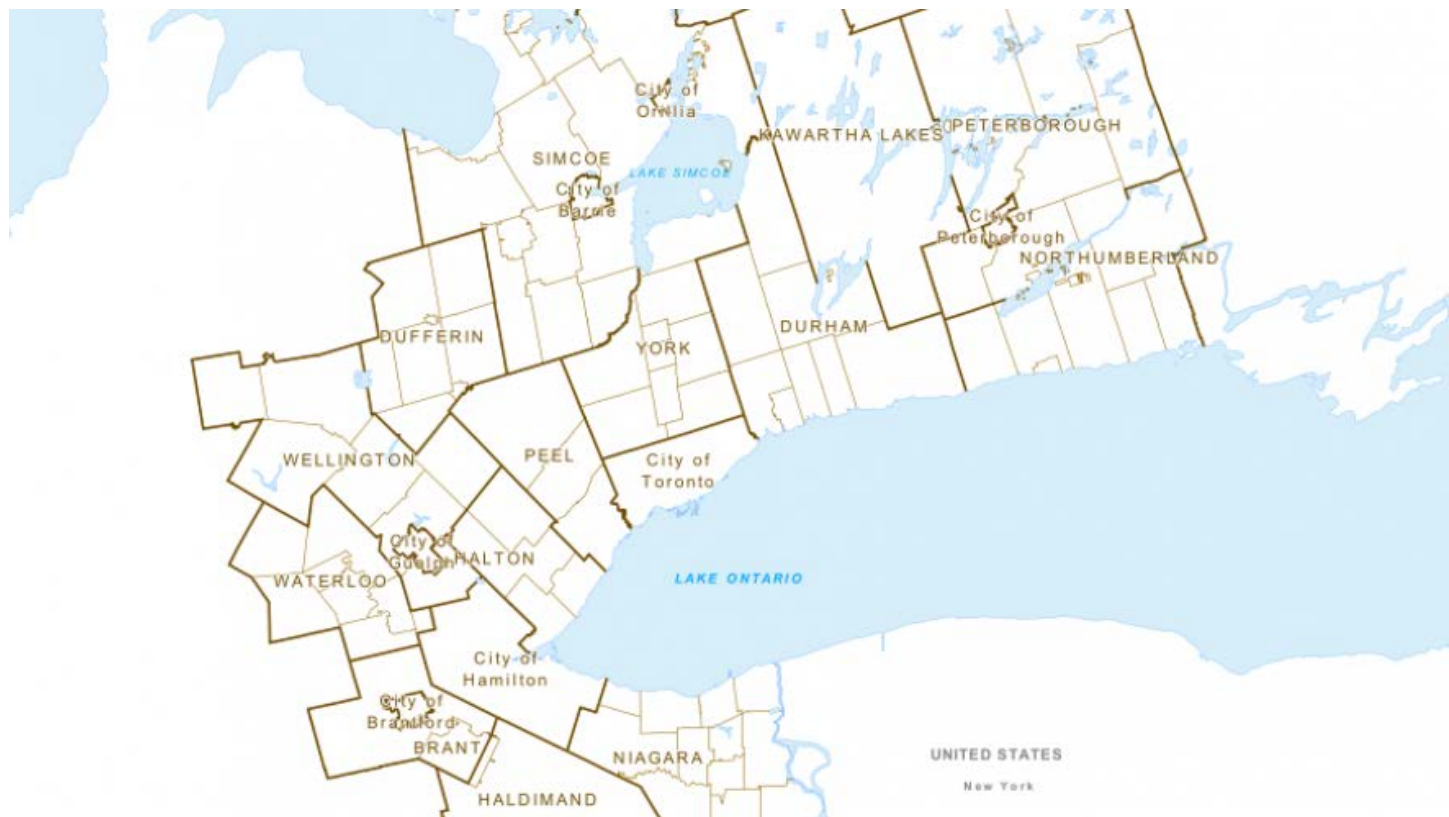 City of
Orillia
KAWARTHA LAKES
PETERBOROUGH
SIMCOE
LAKE SIMCOE
City of
Barrie
City of
Peterborough
NORTHUMBERLAND
DURHAM
DUFFERIN
YORK
WELLINGTON
PEEL
City of
Toronto
City of
Guelph
HALTON
WATERLOO
LAKE ONTARIO
City of
Hamilton
City of
Brantford
BRANT
NIAGARA
UNITED STATES
New York
HALDIMAND